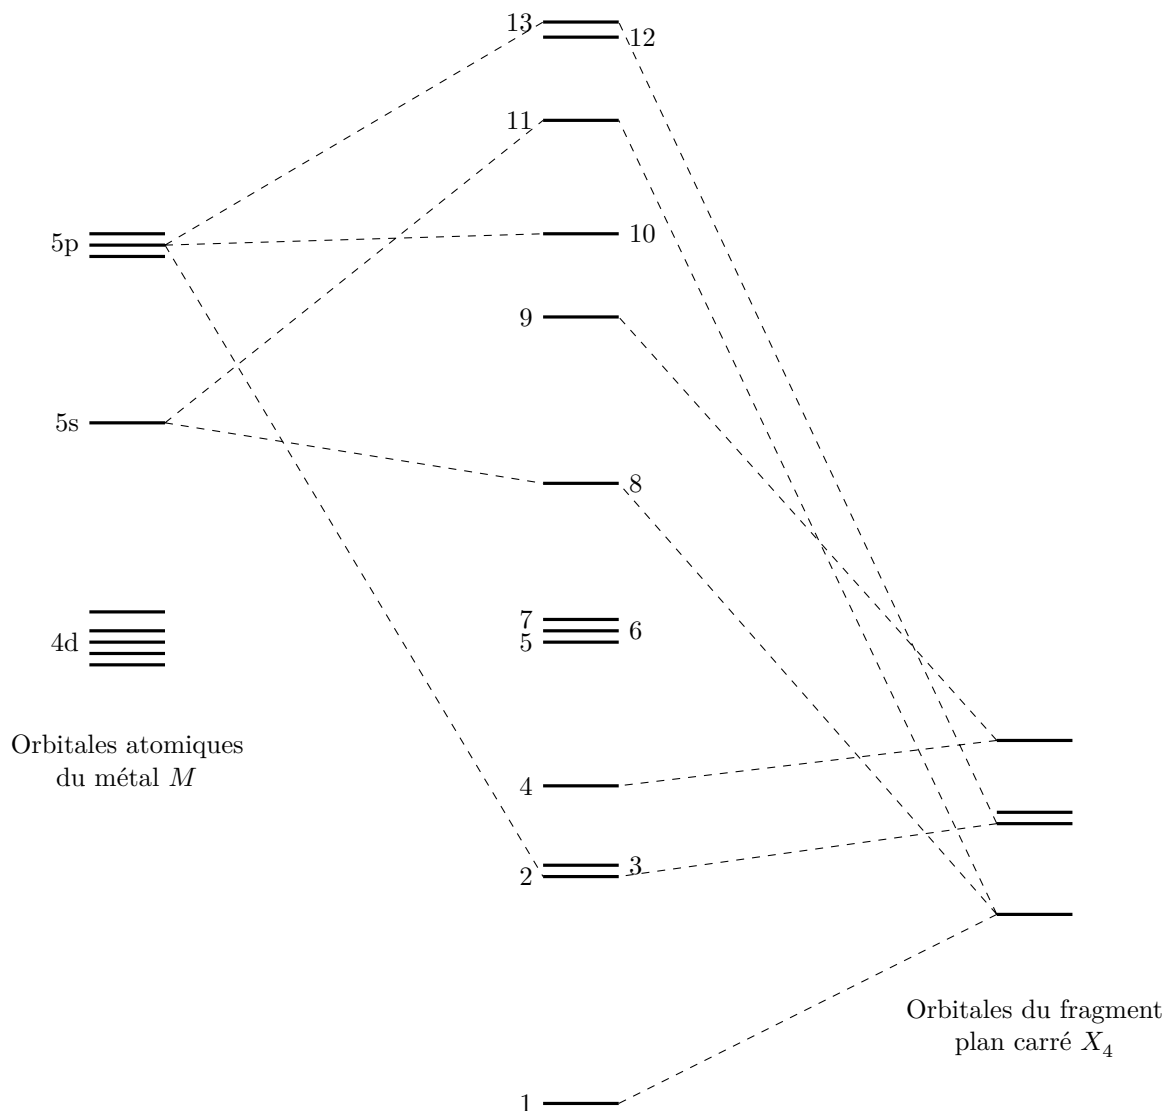 13
12
11
5p
10
9
5s
8
7
6
5
4d
Orbitales atomiques
du métal M
4
3
2
Orbitales du fragment
plan carré X₄
1